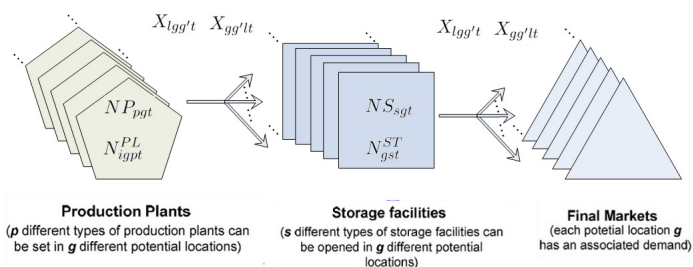 X_{lgg't} X_{gg'lt} X_{lgg't} X_{gg'lt}
NP_{pgt} NS_{sgt}
N^{PL}_{igpt} N^{ST}_{gst}
Production Plants
(p different types of production plants can
be set in g different potential locations)
Storage facilities
(s different types of storage facilities can
be opened in g different potential
locations)
Final Markets
(each potetial location g
has an associated demand)